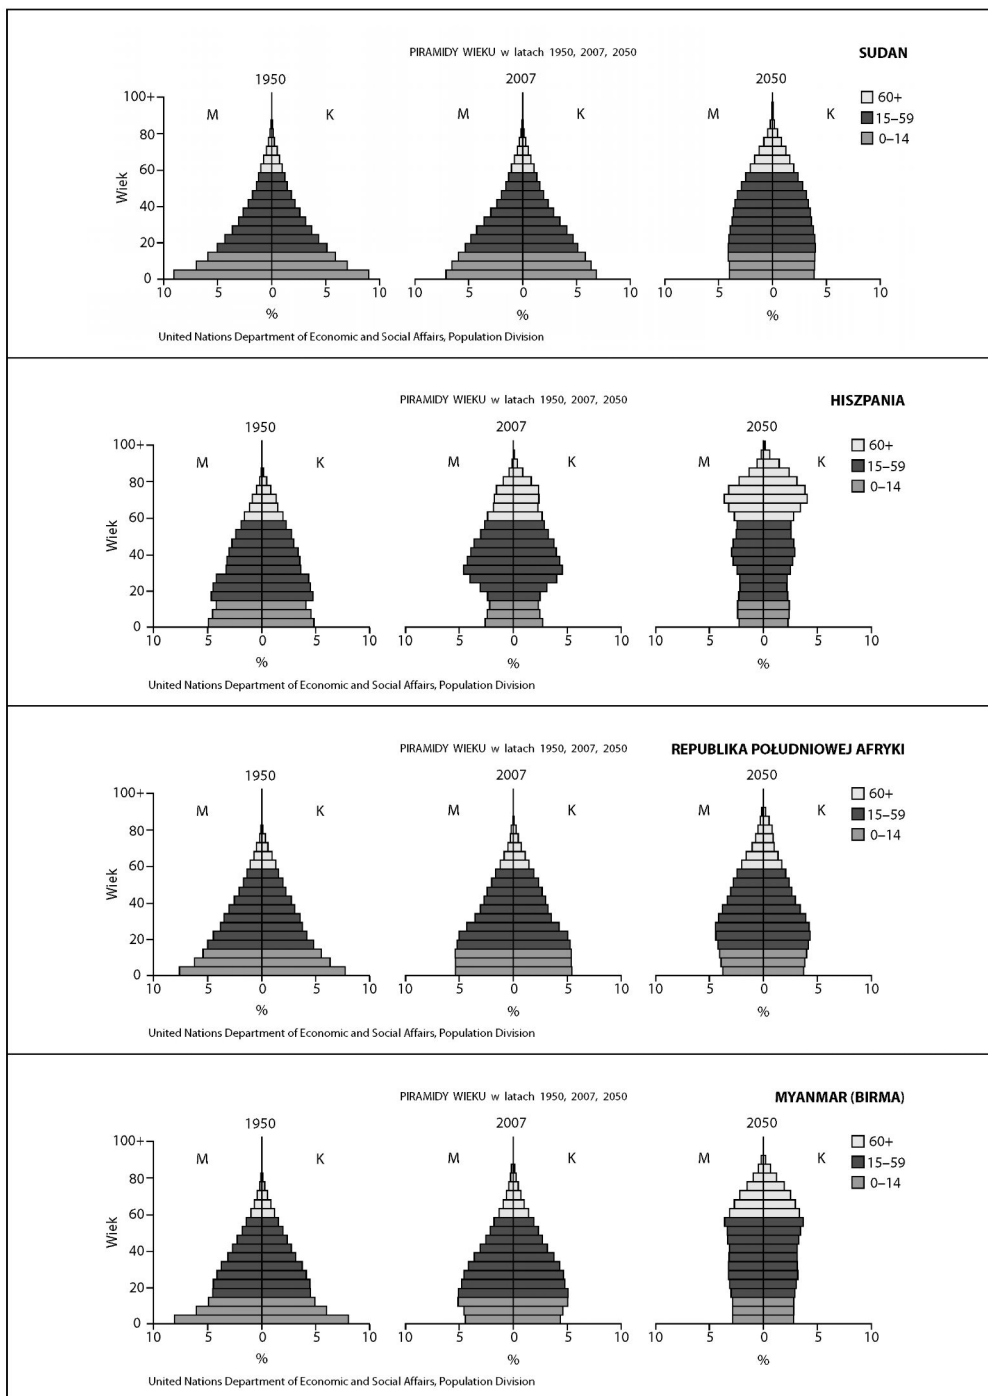 PIRAMIDY WIEKU w latach 1950, 2007, 2050 SUDAN
1950 2007 2050
100+ M K M K M K 60+
15–59
80 0–14
60
Wiek
40
20
0
10 5 0 5 10 10 5 0 5 10 10 5 0 5 10
% % %
United Nations Department of Economic and Social Affairs, Population Division
PIRAMIDY WIEKU w latach 1950, 2007, 2050 HISZPANIA
1950 2007 2050
100+ M K M K M K 60+
15–59
80 0–14
60
Wiek
40
20
0
10 5 0 5 10 10 5 0 5 10 10 5 0 5 10
% % %
United Nations Department of Economic and Social Affairs, Population Division
PIRAMIDY WIEKU w latach 1950, 2007, 2050 REPUBLIKA POŁUDNIOWEJ AFRYKI
1950 2007 2050
100+ M K M K M K 60+
15–59
80 0–14
60
Wiek
40
20
0
10 5 0 5 10 10 5 0 5 10 10 5 0 5 10
% % %
United Nations Department of Economic and Social Affairs, Population Division
PIRAMIDY WIEKU w latach 1950, 2007, 2050 MYANMAR (BIRMA)
1950 2007 2050
100+ M K M K M K 60+
15–59
80 0–14
60
Wiek
40
20
0
10 5 0 5 10 10 5 0 5 10 10 5 0 5 10
% % %
United Nations Department of Economic and Social Affairs, Population Division